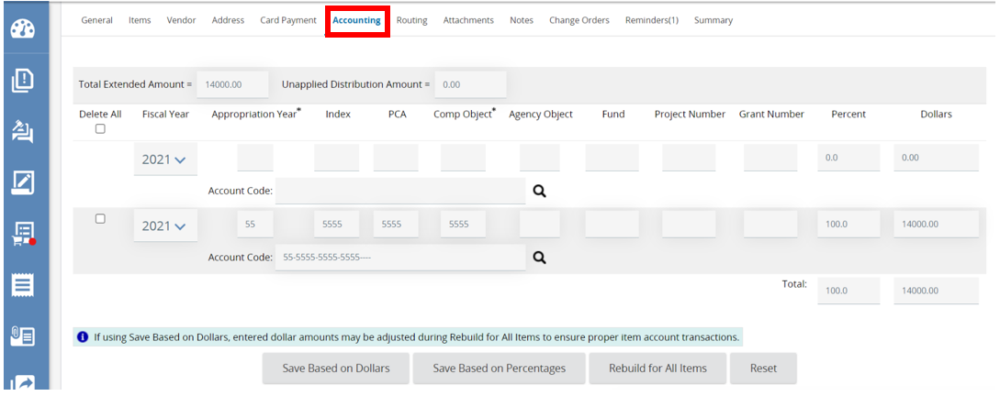 General Items Vendor Address Card Payment Accounting Routing Attachments Notes Change Orders Reminders(1) Summary
Total Extended Amount = 14000.00 Unapplied Distribution Amount = 0.00
Delete All Fiscal Year Appropriation Year* Index PCA Comp Object* Agency Object Fund Project Number Grant Number Percent Dollars
2021 0.0 0.00
Account Code:
2021 55 5555 5555 5555 100.0 14000.00
Account Code: 55-5555-5555-5555----
Total: 100.0 14000.00
If using Save Based on Dollars, entered dollar amounts may be adjusted during Rebuild for All Items to ensure proper item account transactions.
Save Based on Dollars Save Based on Percentages Rebuild for All Items Reset